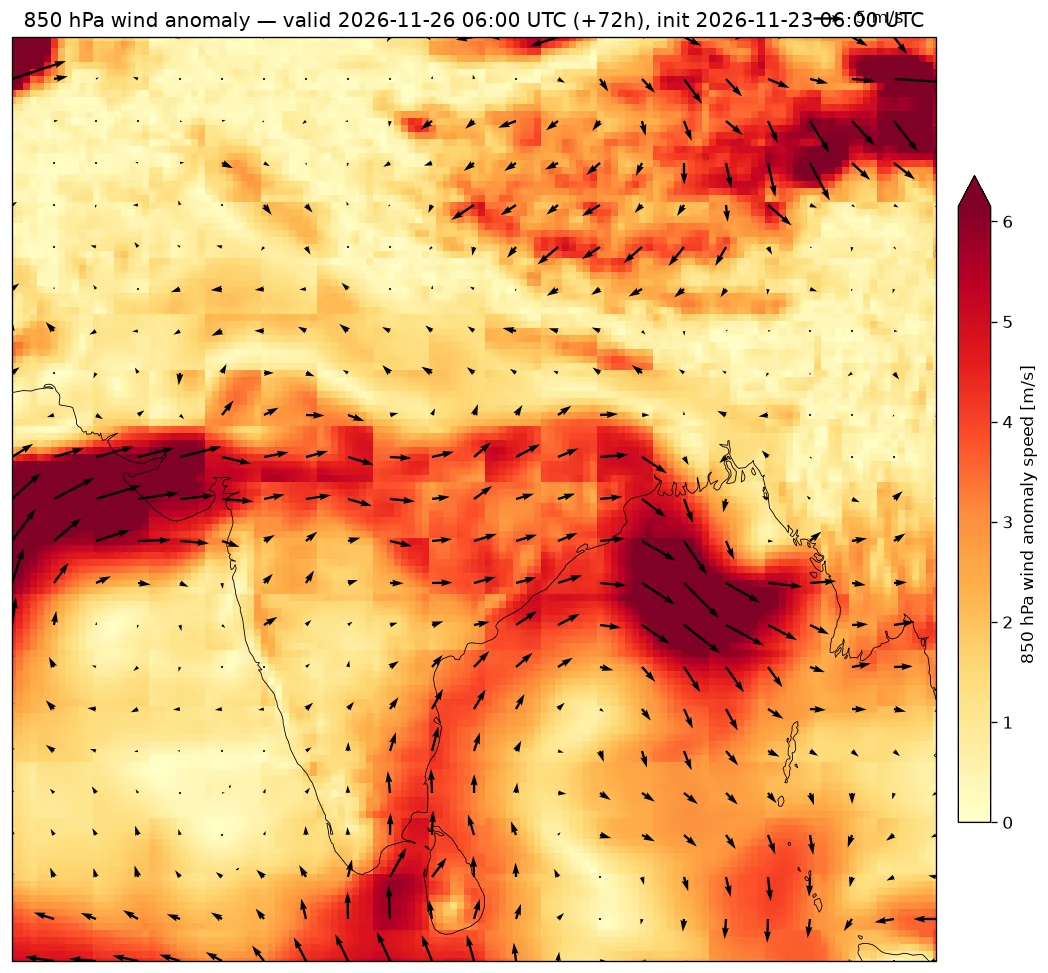 850 hPa wind anomaly — valid 2026-11-26 06:00 UTC (+72h), init 2026-11-23 06:00 UTC
5 m/s
6
5
4
3
2
1
0
850 hPa wind anomaly speed [m/s]